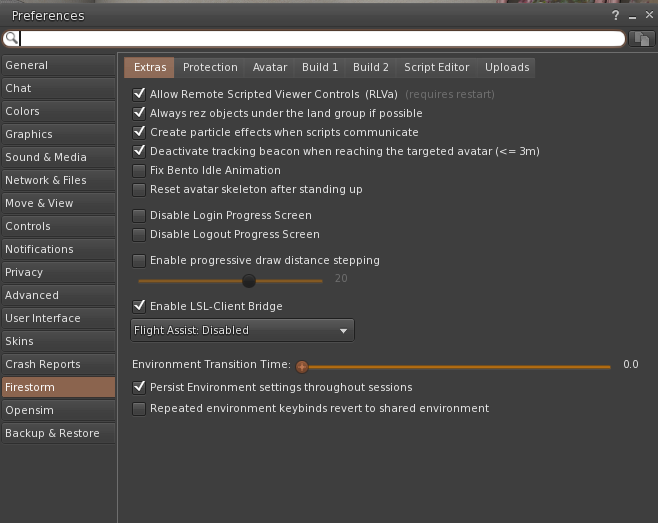 Preferences
?
General
Chat
Colors
Graphics
Sound & Media
Network & Files
Move & View
Controls
Notifications
Privacy
Advanced
User Interface
Skins
Crash Reports
Firestorm
Opensim
Backup & Restore
Extras Protection Avatar Build 1 Build 2 Script Editor Uploads
Allow Remote Scripted Viewer Controls (RLVa) (requires restart)
Always rez objects under the land group if possible
Create particle effects when scripts communicate
Deactivate tracking beacon when reaching the targeted avatar (<= 3m)
Fix Bento Idle Animation
Reset avatar skeleton after standing up
Disable Login Progress Screen
Disable Logout Progress Screen
Enable progressive draw distance stepping
20
Enable LSL-Client Bridge
Flight Assist: Disabled
Environment Transition Time: 0.0
Persist Environment settings throughout sessions
Repeated environment keybinds revert to shared environment